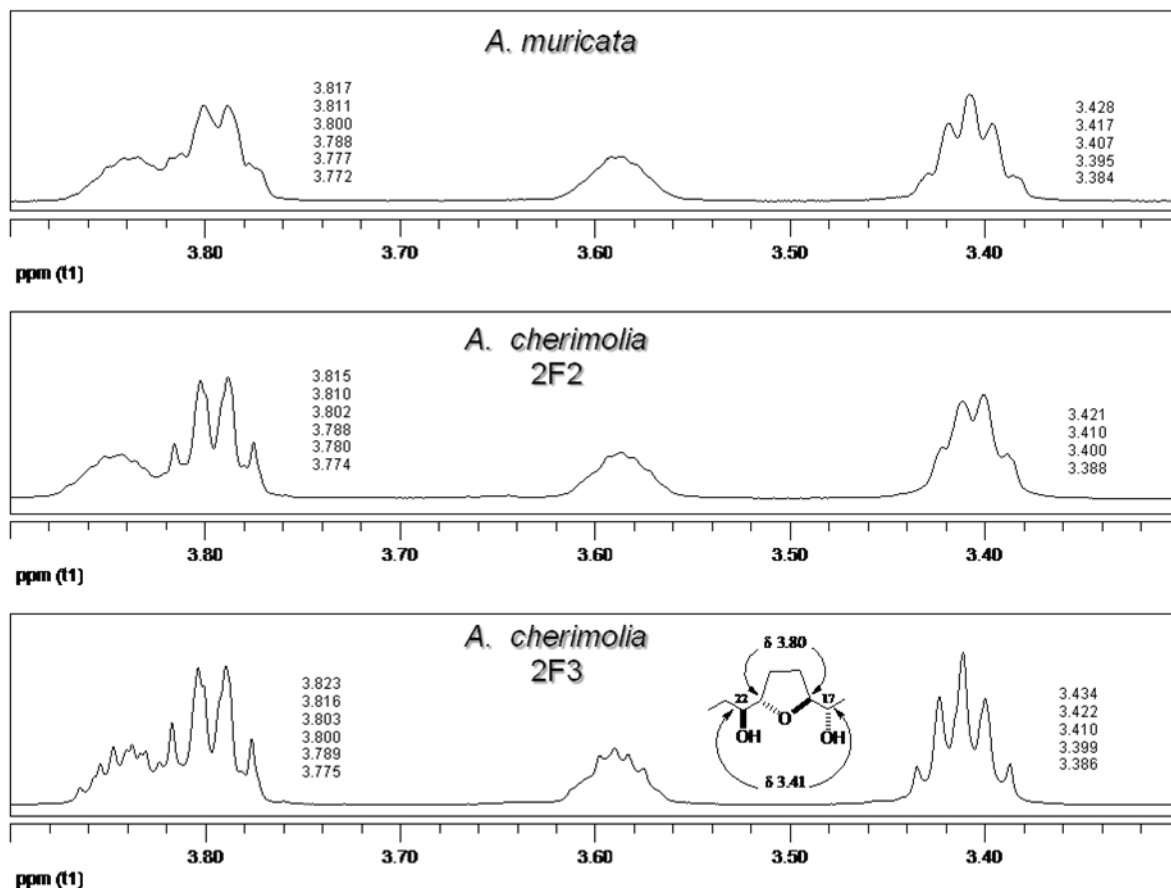 A. muricata
3.817
3.811
3.800
3.788
3.777
3.772
3.428
3.417
3.407
3.395
3.384
3.80 3.70 3.60 3.50 3.40
ppm (t1)
A. cherimolia
2F2
3.815
3.810
3.802
3.788
3.780
3.774
3.421
3.410
3.400
3.388
3.80 3.70 3.60 3.50 3.40
ppm (t1)
A. cherimolia
2F3
3.823
3.816
3.803
3.800
3.789
3.775
δ 3.80
22 17
O
OH OH
δ 3.41
3.434
3.422
3.410
3.399
3.386
3.80 3.70 3.60 3.50 3.40
ppm (t1)